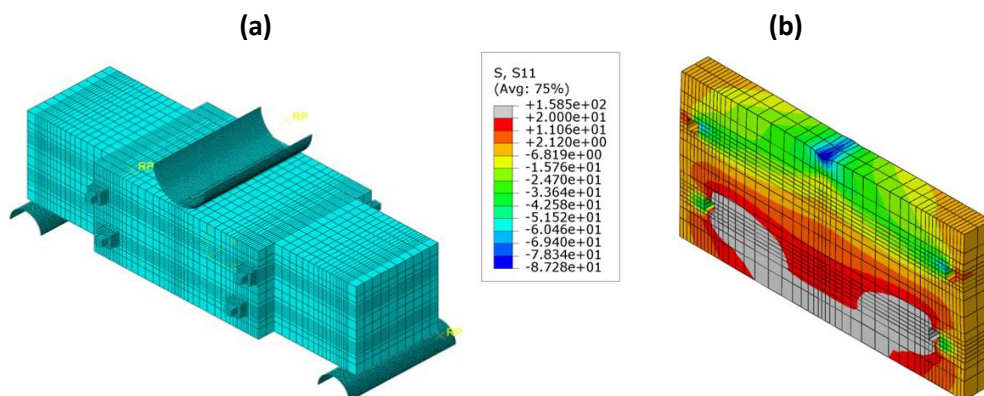 (a)
(b)
S, S11
(Avg: 75%)
+1.585e+02
+2.000e+01
+1.106e+01
+2.120e+00
-6.819e+00
-1.576e+01
-2.470e+01
-3.364e+01
-4.258e+01
-5.152e+01
-6.046e+01
-6.940e+01
-7.834e+01
-8.728e+01
RP
RP
RP